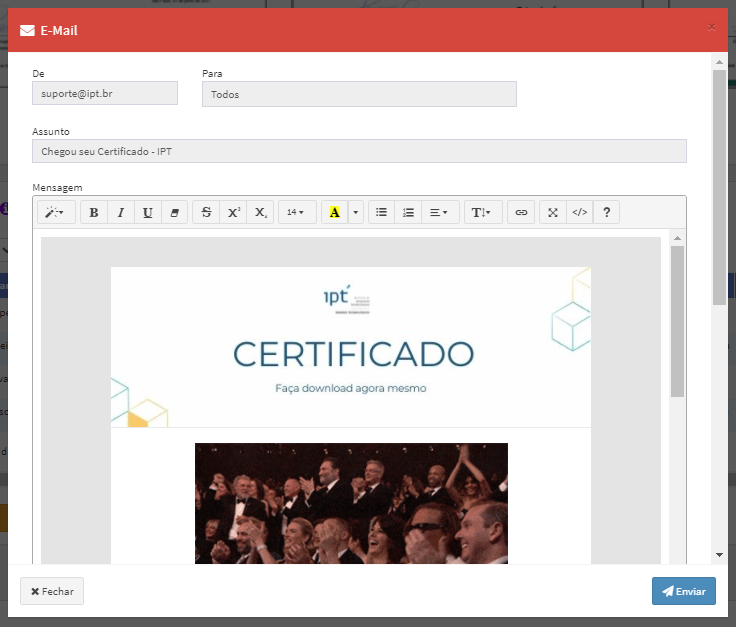 E-Mail
×
De
Para
suporte@ipt.br
Todos
Assunto
Chegou seu Certificado - IPT
Mensagem
B I U S X² X, 14 A T! </> ?
ipt
CERTIFICADO
Faça download agora mesmo
Fechar
Enviar